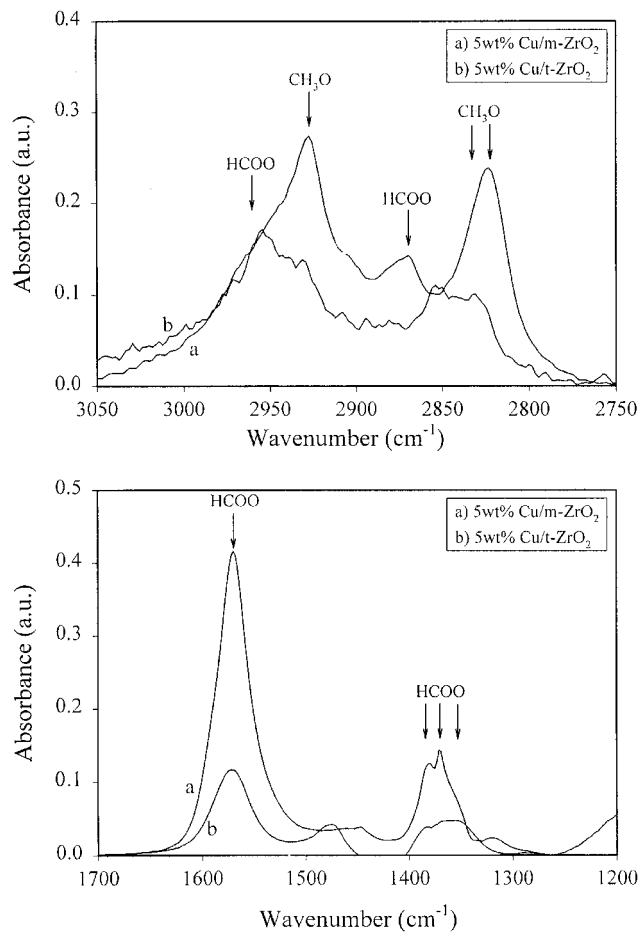 0.4
a) 5wt% Cu/m-ZrO₂
b) 5wt% Cu/t-ZrO₂
CH₃O
CH₃O
0.3
HCOO
HCOO
Absorbance (a.u.)
0.2
0.1
b
a
0.0
3050 3000 2950 2900 2850 2800 2750
Wavenumber (cm⁻¹)
0.5
HCOO
a) 5wt% Cu/m-ZrO₂
b) 5wt% Cu/t-ZrO₂
0.4
Absorbance (a.u.)
0.3
HCOO
0.2
0.1
a
b
0.0
1700 1600 1500 1400 1300 1200
Wavenumber (cm⁻¹)